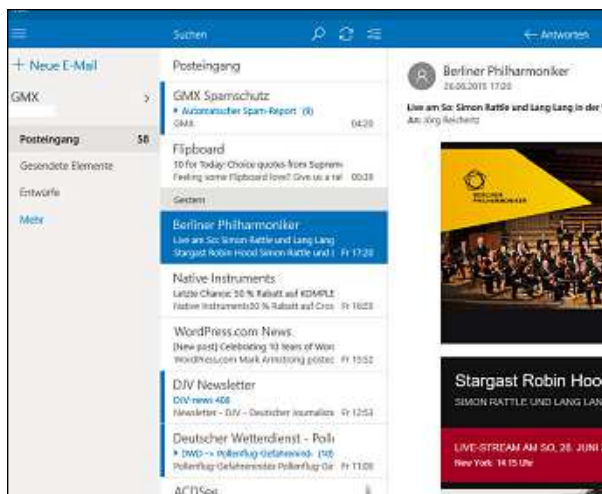 Suchen
← Antworten
+ Neue E-Mail
GMX
Posteingang 58
Gesendete Elemente
Entwürfe
Mehr
Posteingang
GMX Spamschutz
Automatischer Spam-Report (9)
GMX 04:20
Flipboard
10 for Today: Choice quotes from Suprem
Feeling some Flipboard love? Give us a rat 00:39
Gestern
Berliner Philharmoniker
Live am So: Simon Rattle und Lang Lang
Stargast Robin Hood Simon Rattle und L Fr 17:20
Native Instruments
Letzte Chance: 50 % Rabatt auf KOMPLE
Native Instruments50 % Rabatt auf Cros Fr
WordPress.com News
[New post] Celebrating 10 Years of Wor
WordPress.com Mark Armstrong postec Fr 15:52
DJV Newsletter
DJV-news 408
Newsletter - DJV - Deutscher Journalist Fr 12:53
Deutscher Wetterdienst - Polle
DWD -> Pollenflug-Gefahrenind- (10)
Pollenflug-Gefahrenindex Pollenflug-Ge Fr 11:08
ACDSee
Berliner Philharmoniker
26.06.2015 17:20
Live am So: Simon Rattle und Lang Lang in der
An: Jörg Reichertz
BERLINER
PHILHARMONIKER
Stargast Robin Hoo
SIMON RATTLE UND LANG LAN
LIVE-STREAM AM SO, 28. JUNI
New York 14:15 Uhr